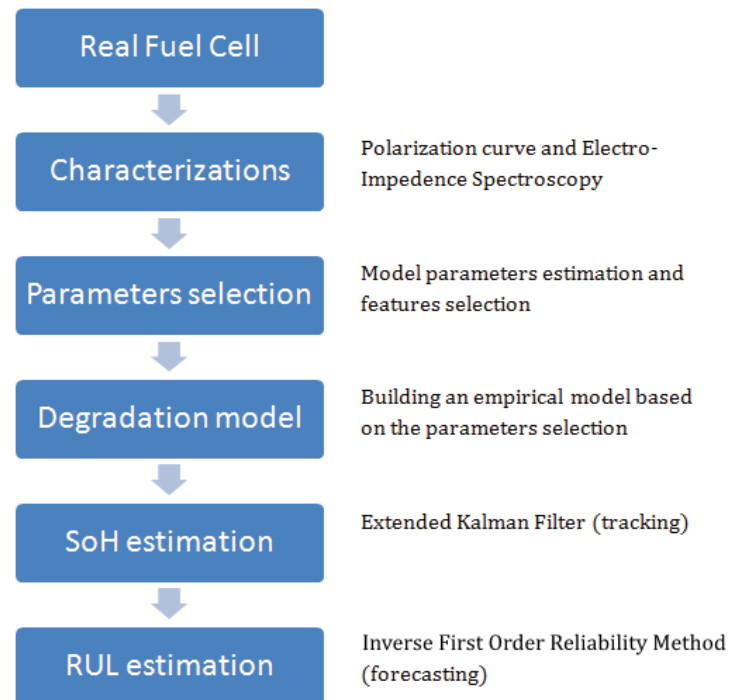 Real Fuel Cell
Characterizations
Polarization curve and Electro-
Impedence Spectroscopy
Parameters selection
Model parameters estimation and
features selection
Degradation model
Building an empirical model based
on the parameters selection
SoH estimation
Extended Kalman Filter (tracking)
RUL estimation
Inverse First Order Reliability Method
(forecasting)